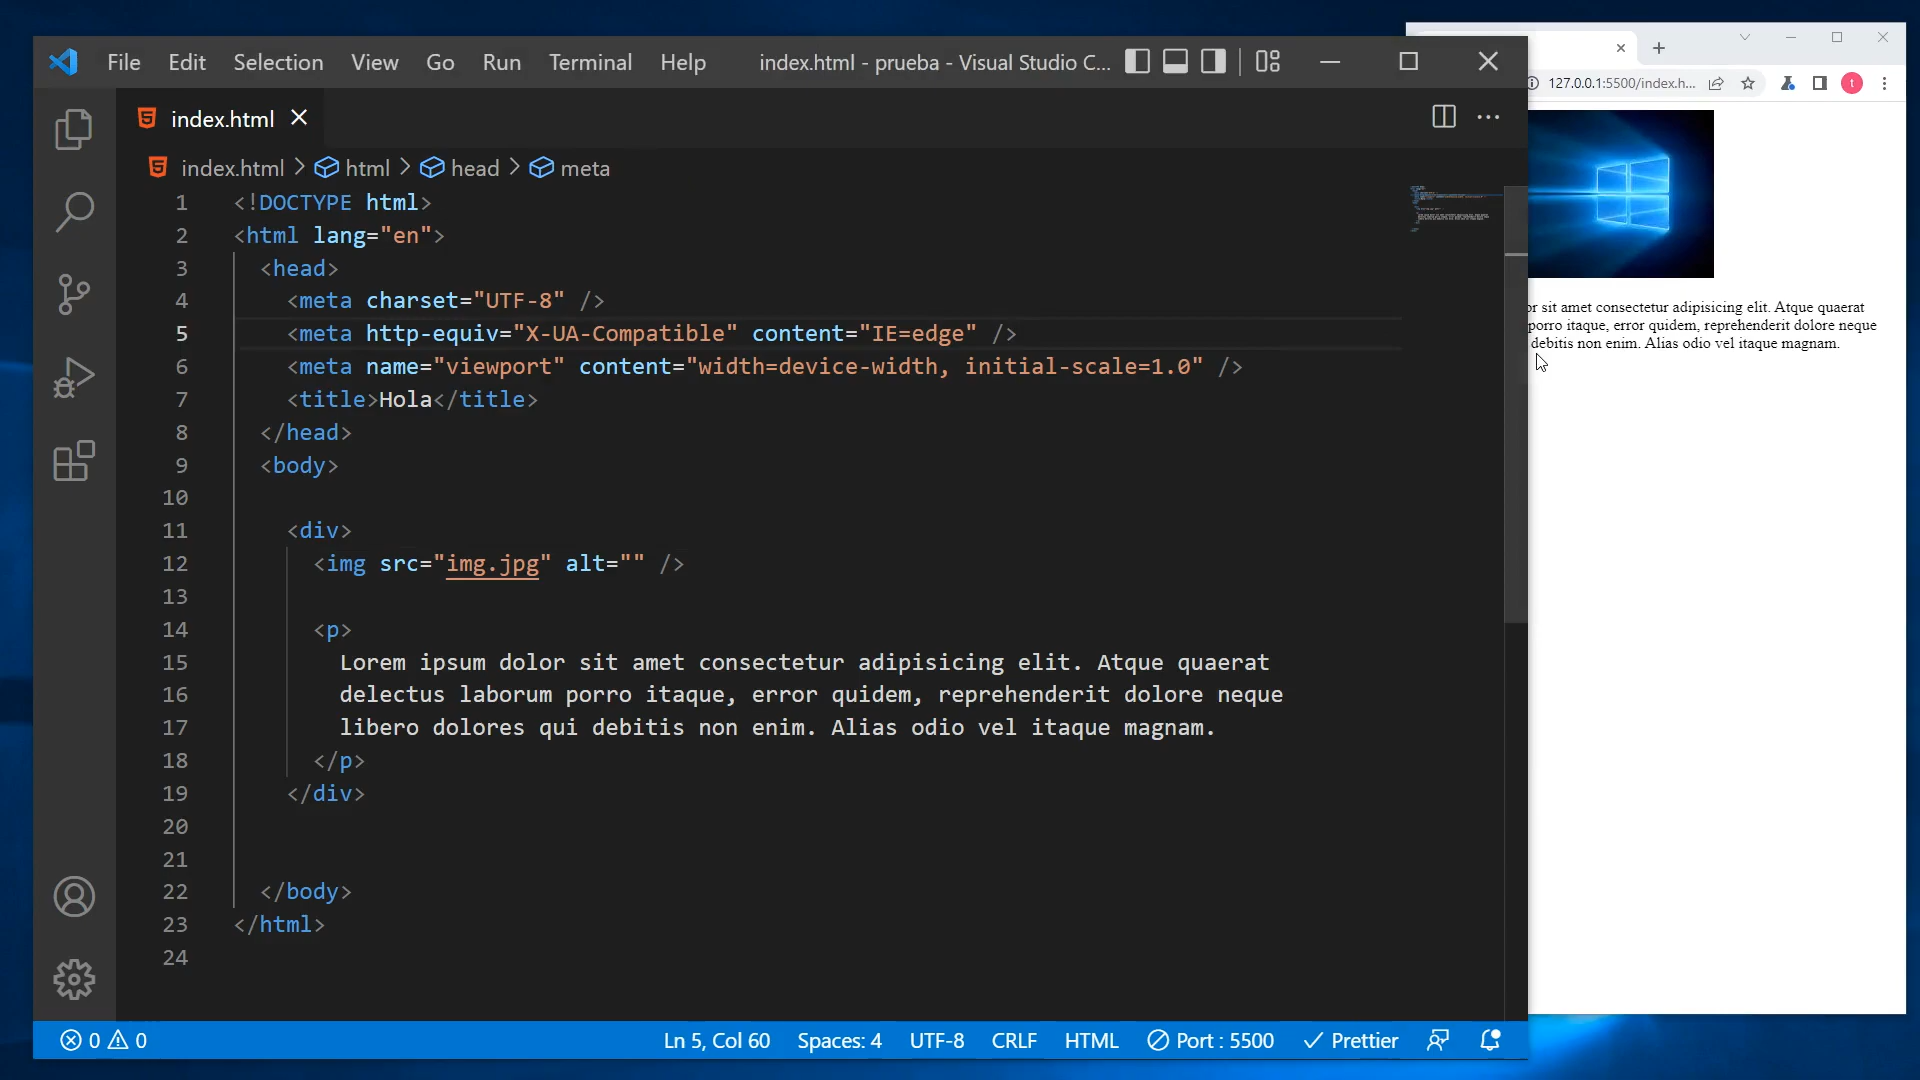 File Edit Selection View Go Run Terminal Help index.html - prueba - Visual Studio C...
index.html
index.html > html > head > meta
1 <!DOCTYPE html>
2 <html lang="en">
3 <head>
4 <meta charset="UTF-8" />
5 <meta http-equiv="X-UA-Compatible" content="IE=edge" />
6 <meta name="viewport" content="width=device-width, initial-scale=1.0" />
7 <title>Hola</title>
8 </head>
9 <body>
10
11 <div>
12 <img src="img.jpg" alt="" />
13
14 <p>
15 Lorem ipsum dolor sit amet consectetur adipisicing elit. Atque quaerat
16 delectus laborum porro itaque, error quidem, reprehenderit dolore neque
17 libero dolores qui debitis non enim. Alias odio vel itaque magnam.
18 </p>
19 </div>
20
21
22 </body>
23 </html>
24
0 0 Ln 5, Col 60 Spaces: 4 UTF-8 CRLF HTML Port : 5500 Prettier
127.0.0.1:5500/index.h... t
or sit amet consectetur adipisicing elit. Atque quaerat
porro itaque, error quidem, reprehenderit dolore neque
debitis non enim. Alias odio vel itaque magnam.